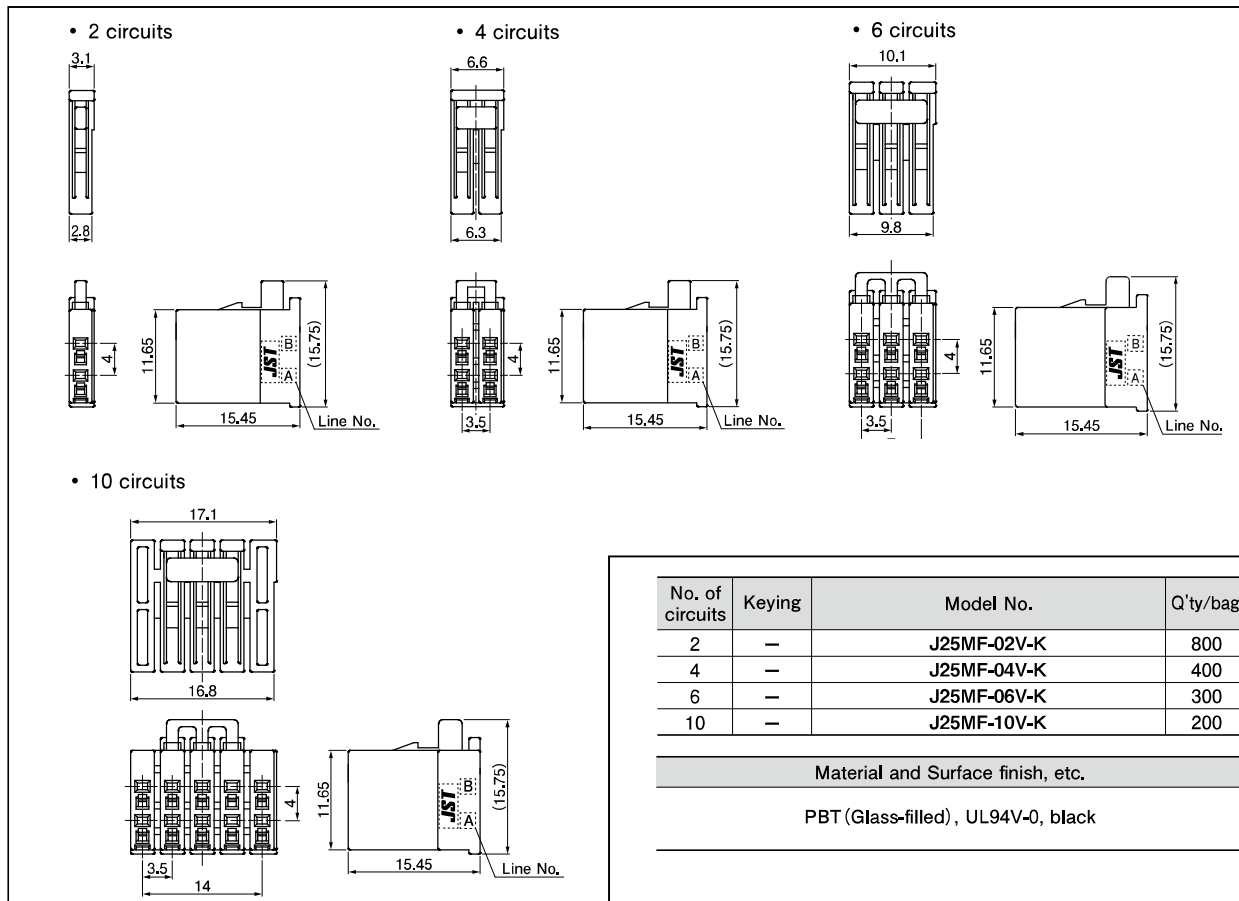 • 2 circuits
3.1
2.8
4
11.65
15.45
(15.75)
JST
B
A
Line No.
• 4 circuits
6.6
6.3
4
3.5
11.65
15.45
(15.75)
JST
B
A
Line No.
• 6 circuits
10.1
9.8
4
3.5
11.65
15.45
(15.75)
JST
B
A
Line No.
• 10 circuits
17.1
16.8
4
3.5
14
11.65
15.45
(15.75)
JST
B
A
Line No.
No. of circuits Keying Model No. Q'ty/bag
2 – J25MF-02V-K 800
4 – J25MF-04V-K 400
6 – J25MF-06V-K 300
10 – J25MF-10V-K 200
Material and Surface finish, etc.
PBT (Glass-filled), UL94V-0, black